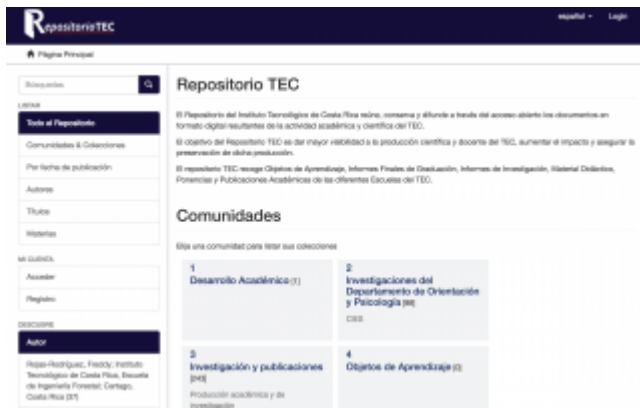 RepositorioTEC
español
Login
Página Principal
Búsquedas
LISTAR
Todo el Repositorio
Comunidades & Colecciones
Por fecha de publicación
Autores
Títulos
Materias
MI CUENTA
Acceder
Registro
DESCUBRE
Autor
Rojas-Rodríguez, Freddy; Instituto
Tecnológico de Costa Rica, Escuela
de Ingeniería Forestal; Cartago,
Costa Rica [37]
Repositorio TEC
El Repositorio del Instituto Tecnológico de Costa Rica reúne, conserva y difunde a través del acceso abierto los documentos en
formato digital resultantes de la actividad académica y científica del TEC.
El objetivo del Repositorio TEC es dar mayor visibilidad a la producción científica y docente del TEC, aumentar el impacto y asegurar la
preservación de dicha producción.
El repositorio TEC recoge Objetos de Aprendizaje, Informes Finales de Graduación, Informes de Investigación, Material Didáctico,
Ponencias y Publicaciones Académicas de las diferentes Escuelas del TEC.
Comunidades
Elija una comunidad para listar sus colecciones
1
Desarrollo Académico [1]
2
Investigaciones del
Departamento de Orientación
y Psicología
3
Investigación y publicaciones
Producción académica y de
investigación
4
Objetos de Aprendizaje [0]